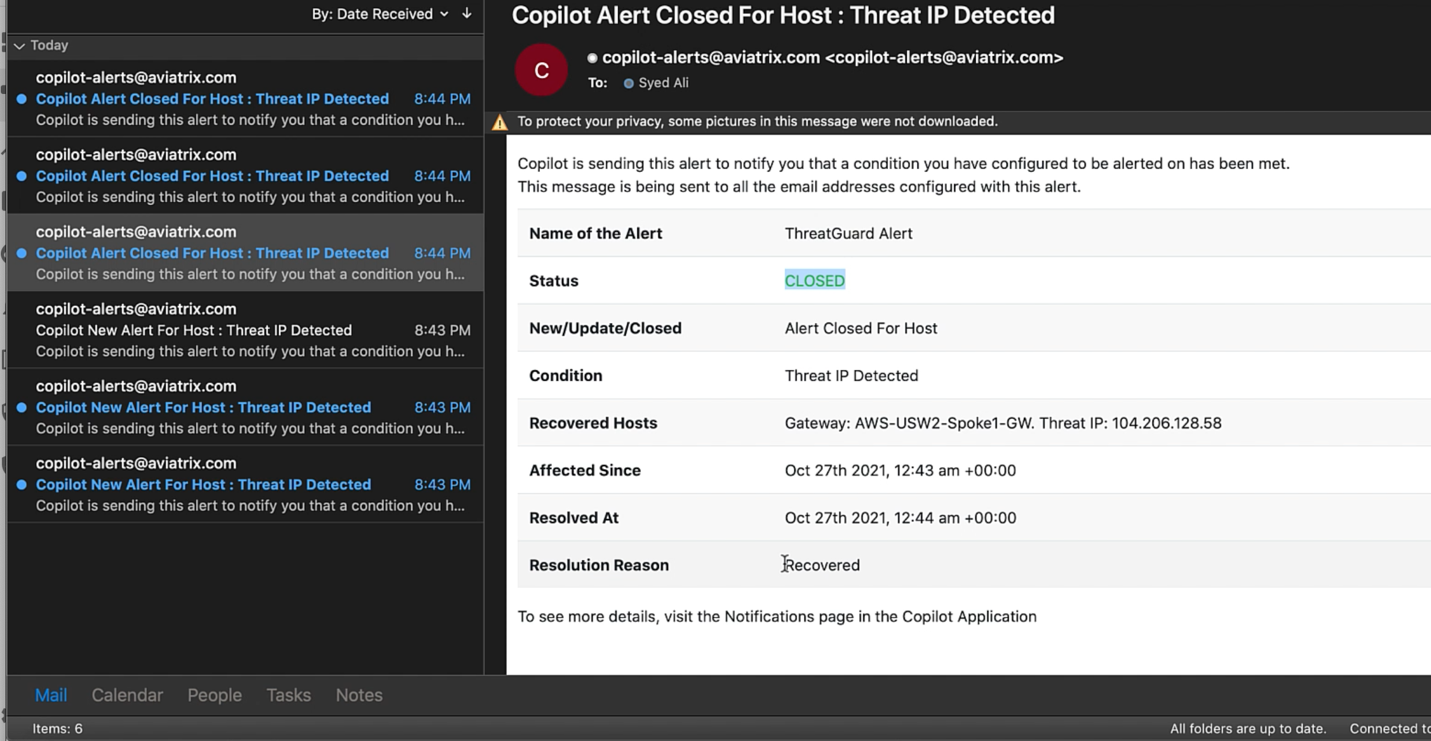 By: Date Received
Today
copilot-alerts@aviatrix.com
Copilot Alert Closed For Host : Threat IP Detected 8:44 PM
Copilot is sending this alert to notify you that a condition you h...
copilot-alerts@aviatrix.com
Copilot Alert Closed For Host : Threat IP Detected 8:44 PM
Copilot is sending this alert to notify you that a condition you h...
copilot-alerts@aviatrix.com
Copilot Alert Closed For Host : Threat IP Detected 8:44 PM
Copilot is sending this alert to notify you that a condition you h...
copilot-alerts@aviatrix.com
Copilot New Alert For Host : Threat IP Detected 8:43 PM
Copilot is sending this alert to notify you that a condition you h...
copilot-alerts@aviatrix.com
Copilot New Alert For Host : Threat IP Detected 8:43 PM
Copilot is sending this alert to notify you that a condition you h...
copilot-alerts@aviatrix.com
Copilot New Alert For Host : Threat IP Detected 8:43 PM
Copilot is sending this alert to notify you that a condition you h...
Copilot Alert Closed For Host : Threat IP Detected
C
copilot-alerts@aviatrix.com <copilot-alerts@aviatrix.com>
To: Syed Ali
To protect your privacy, some pictures in this message were not downloaded.
Copilot is sending this alert to notify you that a condition you have configured to be alerted on has been met.
This message is being sent to all the email addresses configured with this alert.
Name of the Alert ThreatGuard Alert
Status CLOSED
New/Update/Closed Alert Closed For Host
Condition Threat IP Detected
Recovered Hosts Gateway: AWS-USW2-Spoke1-GW. Threat IP: 104.206.128.58
Affected Since Oct 27th 2021, 12:43 am +00:00
Resolved At Oct 27th 2021, 12:44 am +00:00
Resolution Reason Recovered
To see more details, visit the Notifications page in the Copilot Application
Mail Calendar People Tasks Notes
Items: 6 All folders are up to date. Connected to